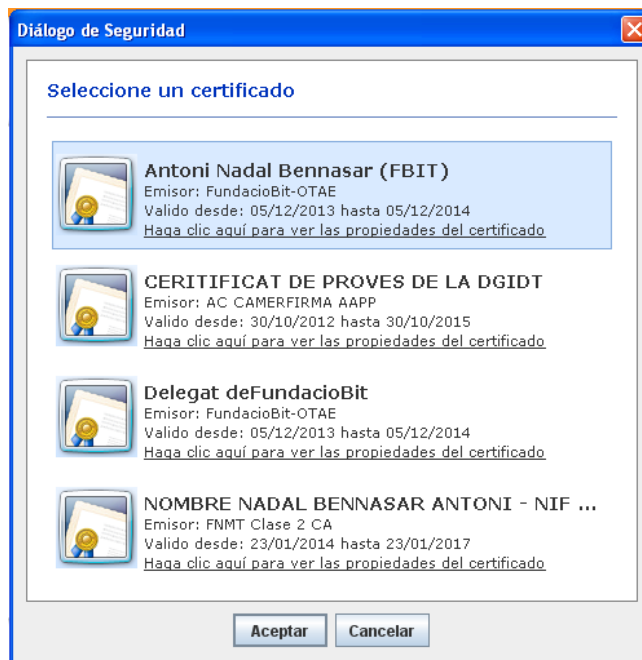 Diálogo de Seguridad
Seleccione un certificado
Antoni Nadal Bennasar (FBIT)
Emisor: FundacioBit-OTAE
Valido desde: 05/12/2013 hasta 05/12/2014
Haga clic aquí para ver las propiedades del certificado
CERITIFICAT DE PROVES DE LA DGIDT
Emisor: AC CAMERFIRMA AAPP
Valido desde: 30/10/2012 hasta 30/10/2015
Haga clic aquí para ver las propiedades del certificado
Delegat deFundacioBit
Emisor: FundacioBit-OTAE
Valido desde: 05/12/2013 hasta 05/12/2014
Haga clic aquí para ver las propiedades del certificado
NOMBRE NADAL BENNASAR ANTONI - NIF ...
Emisor: FNMT Clase 2 CA
Valido desde: 23/01/2014 hasta 23/01/2017
Haga clic aquí para ver las propiedades del certificado
Aceptar Cancelar